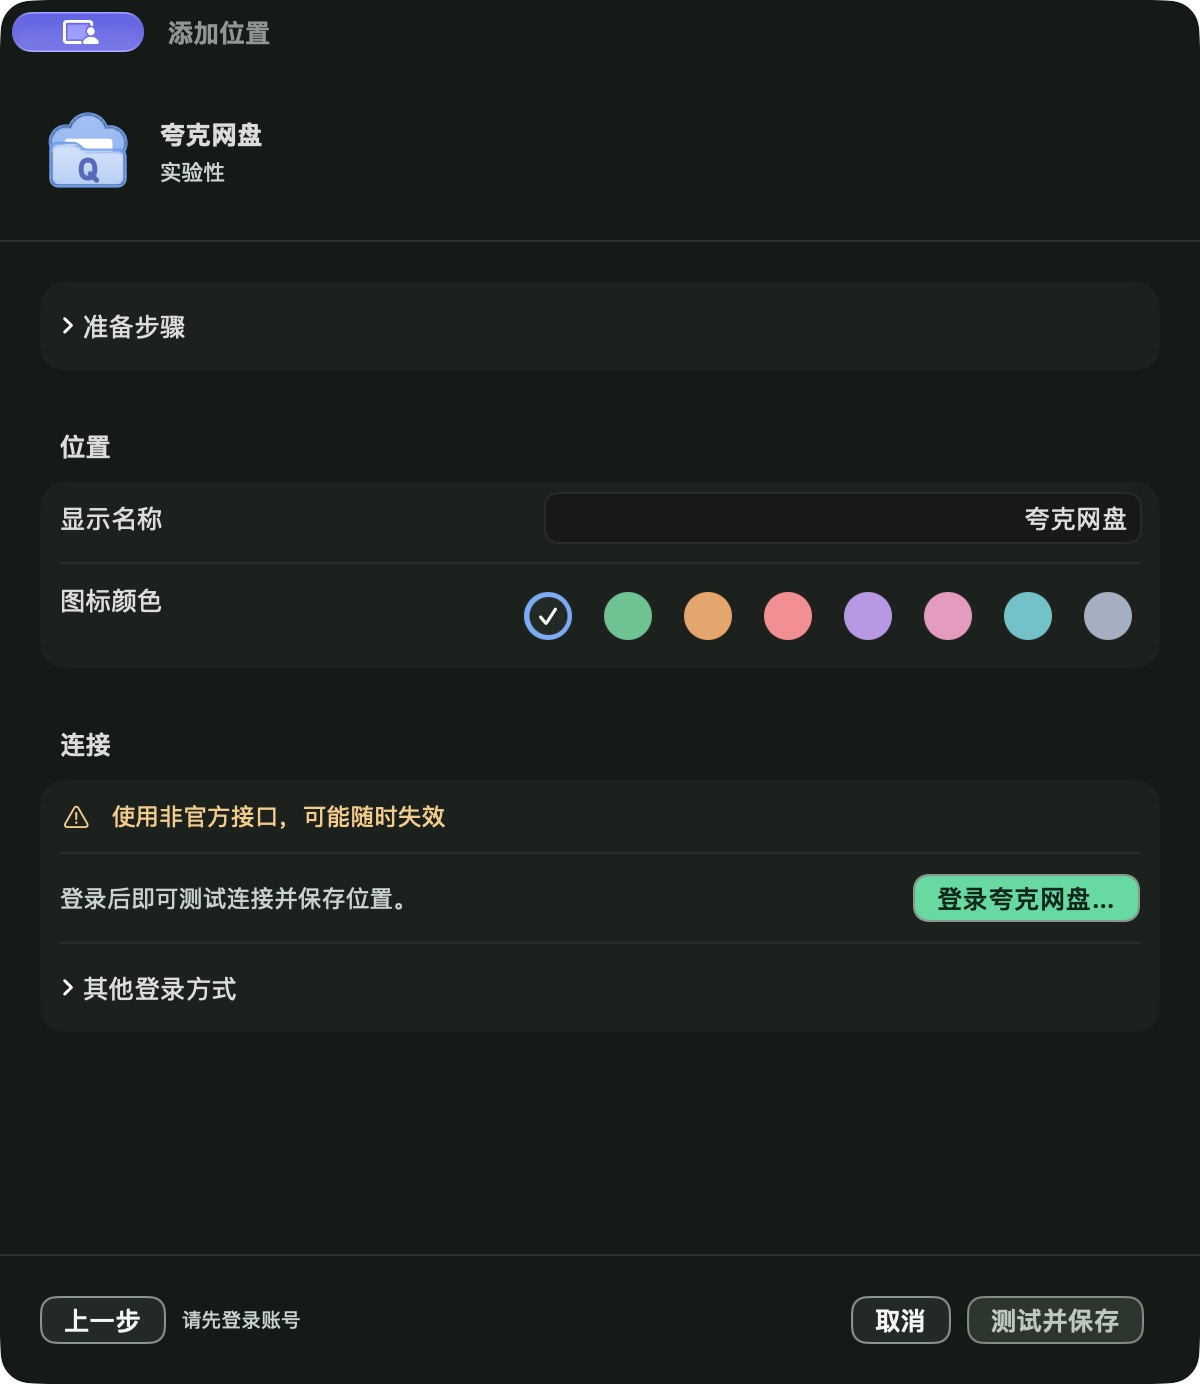 添加位置
夸克网盘
实验性
Q
准备步骤
位置
显示名称
夸克网盘
图标颜色
连接
使用非官方接口，可能随时失效
登录后即可测试连接并保存位置。
登录夸克网盘...
其他登录方式
上一步
请先登录账号
取消
测试并保存